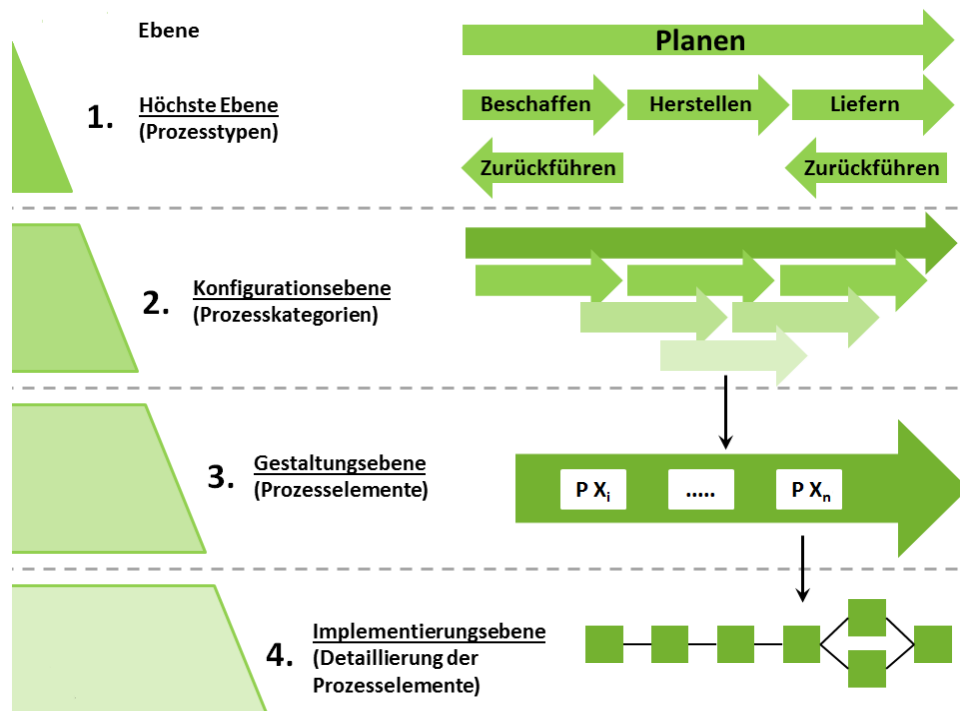 Ebene
Planen
1.
Höchste Ebene
(Prozesstypen)
Beschaffen
Herstellen
Liefern
Zurückführen
Zurückführen
2.
Konfigurationsebene
(Prozesskategorien)
3.
Gestaltungsebene
(Prozesselemente)
P Xi
.....
P Xn
4.
Implementierungsebene
(Detaillierung der
Prozesselemente)